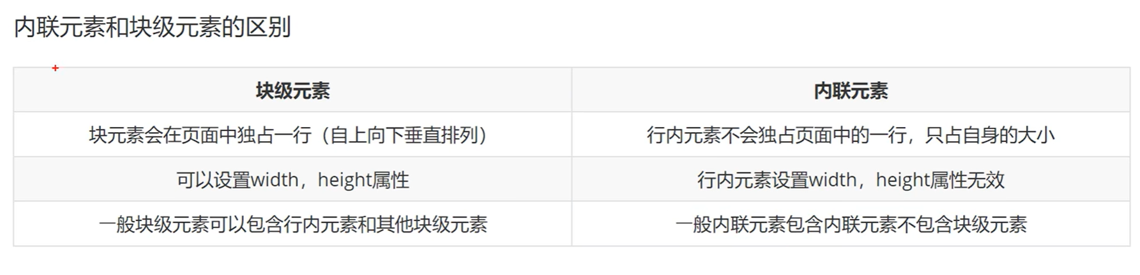 内联元素和块级元素的区别
块级元素 内联元素
块元素会在页面中独占一行（自上向下垂直排列） 行内元素不会独占页面中的一行，只占自身的大小
可以设置width，height属性 行内元素设置width，height属性无效
一般块级元素可以包含行内元素和其他块级元素 一般内联元素包含内联元素不包含块级元素